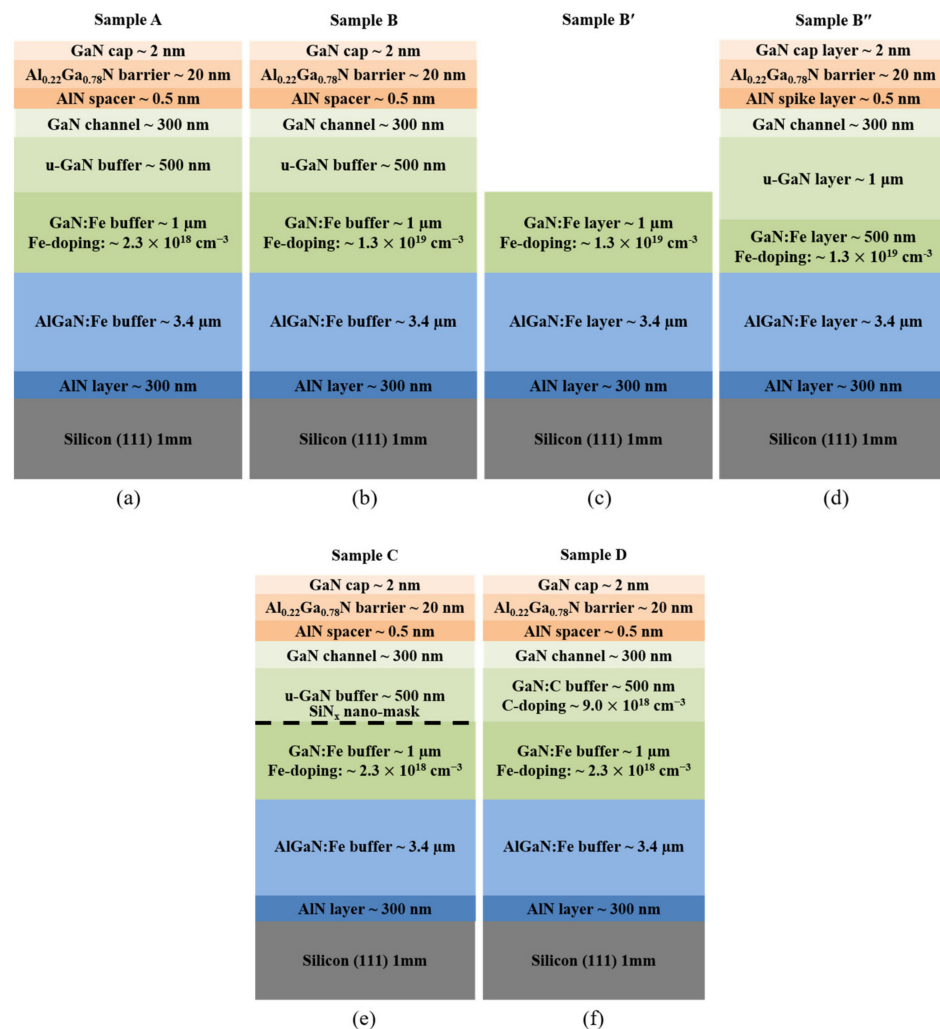 Sample A
GaN cap ~ 2 nm
Al₀.₂₂Ga₀.₇₈N barrier ~ 20 nm
AlN spacer ~ 0.5 nm
GaN channel ~ 300 nm
u-GaN buffer ~ 500 nm
GaN:Fe buffer ~ 1 μm
Fe-doping: ~ 2.3 × 10¹⁸ cm⁻³
AlGaN:Fe buffer ~ 3.4 μm
AlN layer ~ 300 nm
Silicon (111) 1mm
(a)
Sample B
GaN cap ~ 2 nm
Al₀.₂₂Ga₀.₇₈N barrier ~ 20 nm
AlN spacer ~ 0.5 nm
GaN channel ~ 300 nm
u-GaN buffer ~ 500 nm
GaN:Fe buffer ~ 1 μm
Fe-doping: ~ 1.3 × 10¹⁹ cm⁻³
AlGaN:Fe buffer ~ 3.4 μm
AlN layer ~ 300 nm
Silicon (111) 1mm
(b)
Sample B′
GaN:Fe layer ~ 1 μm
Fe-doping: ~ 1.3 × 10¹⁹ cm⁻³
AlGaN:Fe layer ~ 3.4 μm
AlN layer ~ 300 nm
Silicon (111) 1mm
(c)
Sample B″
GaN cap layer ~ 2 nm
Al₀.₂₂Ga₀.₇₈N barrier ~ 20 nm
AlN spike layer ~ 0.5 nm
GaN channel ~ 300 nm
u-GaN layer ~ 1 μm
GaN:Fe layer ~ 500 nm
Fe-doping: ~ 1.3 × 10¹⁹ cm⁻³
AlGaN:Fe layer ~ 3.4 μm
AlN layer ~ 300 nm
Silicon (111) 1mm
(d)
Sample C
GaN cap ~ 2 nm
Al₀.₂₂Ga₀.₇₈N barrier ~ 20 nm
AlN spacer ~ 0.5 nm
GaN channel ~ 300 nm
u-GaN buffer ~ 500 nm
SiNₓ nano-mask
GaN:Fe buffer ~ 1 μm
Fe-doping: ~ 2.3 × 10¹⁸ cm⁻³
AlGaN:Fe buffer ~ 3.4 μm
AlN layer ~ 300 nm
Silicon (111) 1mm
(e)
Sample D
GaN cap ~ 2 nm
Al₀.₂₂Ga₀.₇₈N barrier ~ 20 nm
AlN spacer ~ 0.5 nm
GaN channel ~ 300 nm
GaN:C buffer ~ 500 nm
C-doping ~ 9.0 × 10¹⁸ cm⁻³
GaN:Fe buffer ~ 1 μm
Fe-doping: ~ 2.3 × 10¹⁸ cm⁻³
AlGaN:Fe buffer ~ 3.4 μm
AlN layer ~ 300 nm
Silicon (111) 1mm
(f)